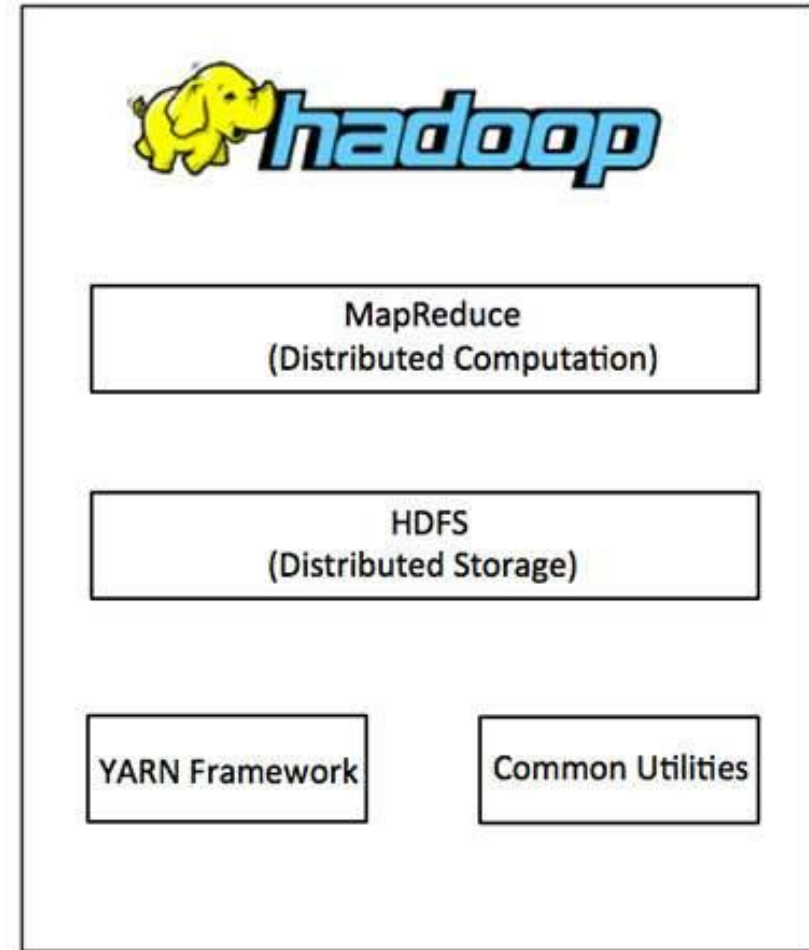 hadoop
MapReduce
(Distributed Computation)
HDFS
(Distributed Storage)
YARN Framework
Common Utilities